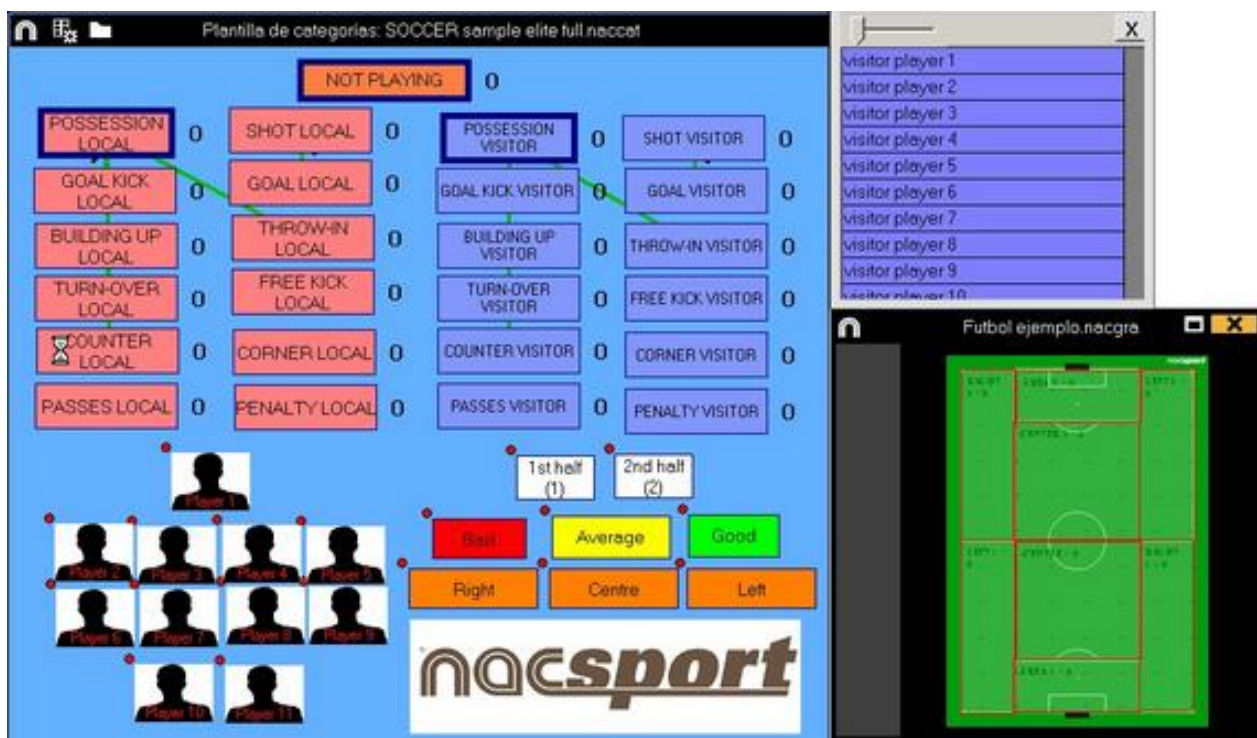 Plantilla de categorias: SOCCER sample elite full.naccat
NOT PLAYING 0
POSSESSION
LOCAL 0
SHOT LOCAL 0
POSSESSION
VISITOR 0
SHOT VISITOR 0
GOAL KICK
LOCAL 0
GOAL LOCAL 0
GOAL KICK VISITOR 0
GOAL VISITOR 0
BUILDING UP
LOCAL 0
THROW-IN
LOCAL 0
BUILDING UP
VISITOR 0
THROW-IN VISITOR 0
TURN-OVER
LOCAL 0
FREE KICK
LOCAL 0
TURN-OVER
VISITOR 0
FREE KICK VISITOR 0
COUNTER
LOCAL 0
CORNER LOCAL 0
COUNTER VISITOR 0
CORNER VISITOR 0
PASSES LOCAL 0
PENALTY LOCAL 0
PASSES VISITOR 0
PENALTY VISITOR 0
Player 1
Player 2
Player 3
Player 4
Player 5
Player 6
Player 7
Player 8
Player 9
Player 10
Player 11
1st half
(1)
2nd half
(2)
Bad
Average
Good
Right
Centre
Left
nacsport
X
visitor player 1
visitor player 2
visitor player 3
visitor player 4
visitor player 5
visitor player 6
visitor player 7
visitor player 8
visitor player 9
visitor player 10
Futbol ejemplo.nacgra
X
nacsport